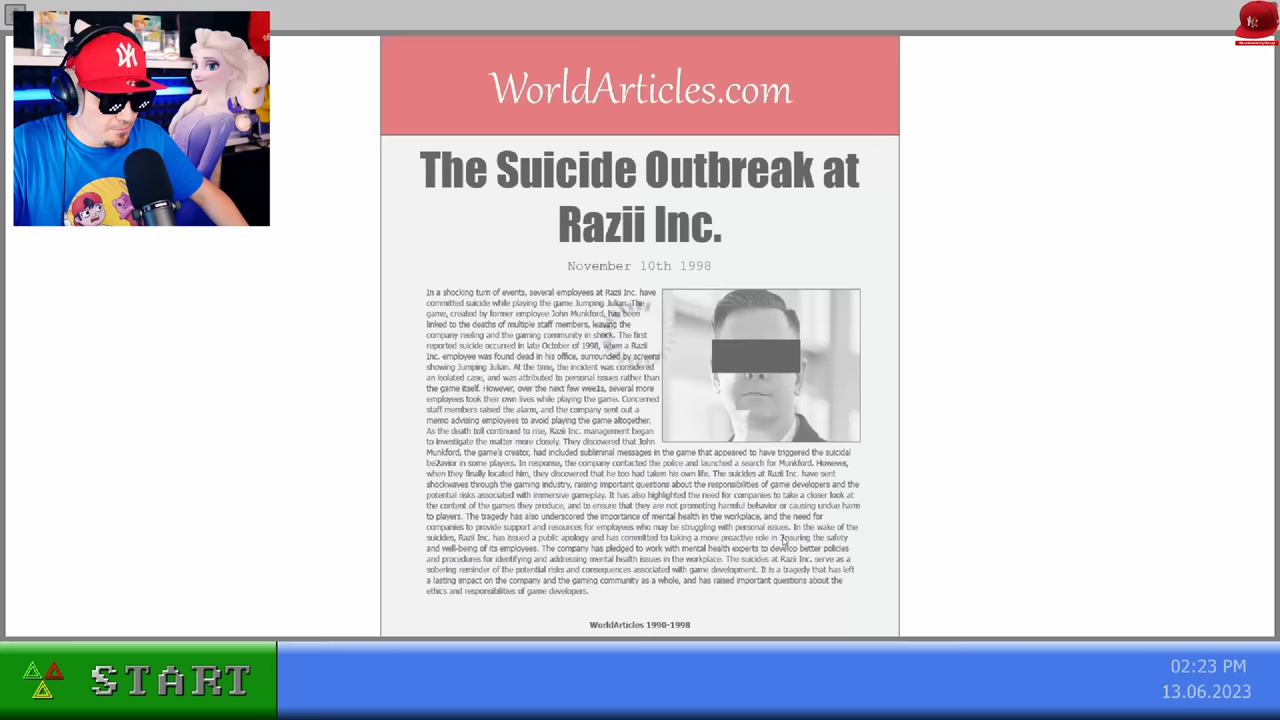 WorldArticles.com
The Suicide Outbreak at
Razii Inc.
November 10th 1998
In a shocking turn of events, several employees at Razii Inc. have
committed suicide while playing the game Jumping Julian. The
game, created by former employee John Munkford, has been
linked to the deaths of multiple staff members, leaving the
company reeling and the gaming community in shock. The first
reported suicide occurred in late October of 1998, when a Razii
Inc. employee was found dead in his office, surrounded by screens
showing Jumping Julian. At the time, the incident was considered
an isolated case, and was attributed to personal issues rather than
the game itself. However, over the next few wee1s, several more
employees took their own lives while playing the game. Concerned
staff members raised the alarm, and the company sent out a
memo advising employees to avoid playing the game altogether.
As the death toll continued to rise, Razii Inc. management began
to investigate the matter more closely. They discovered that John
Munkford, the game's creator, had included subliminal messages in the game that appeared to have triggered the suicidal
be2avior in some players. In response, the company contacted the police and launched a search for Munkford. However,
when they finally located him, they discovered that he too had taken his own life. The suicides at Razii Inc. have sent
shockwaves through the gaming industry, raising important questions about the responsibilities of game developers and the
potential risks associated with immersive gameplay. It has also highlighted the need for companies to take a closer look at
the content of the games they produce, and to ensure that they are not promoting harmful behavior or causing undue harm
to players. The tragedy has also underscored the importance of mental health in the workplace, and the need for
companies to provide support and resources for employees who may be struggling with personal issues. In the wake of the
suicides, Razii Inc. has issued a public apology and has committed to taking a more proactive role in 3nsuring the safety
and well-being of its employees. The company has pledged to work with mental health experts to develop better policies
and procedures for identifying and addressing mental health issues in the workplace. The suicides at Razii Inc. serve as a
sobering reminder of the potential risks and consequences associated with game development. It is a tragedy that has left
a lasting impact on the company and the gaming community as a whole, and has raised important questions about the
ethics and responsibilities of game developers.
WorldArticles 1990-1998
START
02:23 PM
13.06.2023